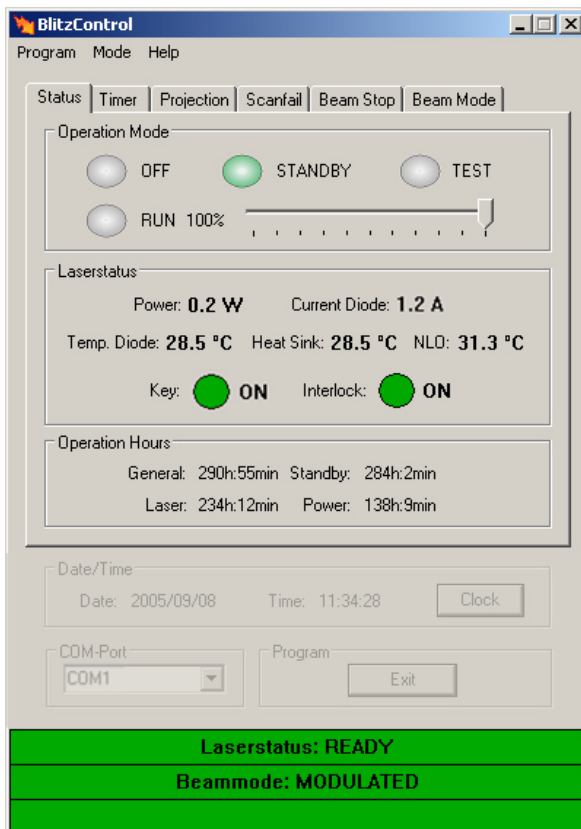 BlitzControl
Program Mode Help
Status Timer Projection Scanfail Beam Stop Beam Mode
Operation Mode
OFF STANDBY TEST
RUN 100%
Laserstatus
Power: 0.2 W Current Diode: 1.2 A
Temp. Diode: 28.5 °C Heat Sink: 28.5 °C NLO: 31.3 °C
Key: ON Interlock: ON
Operation Hours
General: 290h:55min Standby: 284h:2min
Laser: 234h:12min Power: 138h:9min
Date/Time
Date: 2005/09/08 Time: 11:34:28 Clock
COM-Port Program
COM1 Exit
Laserstatus: READY
Beammode: MODULATED